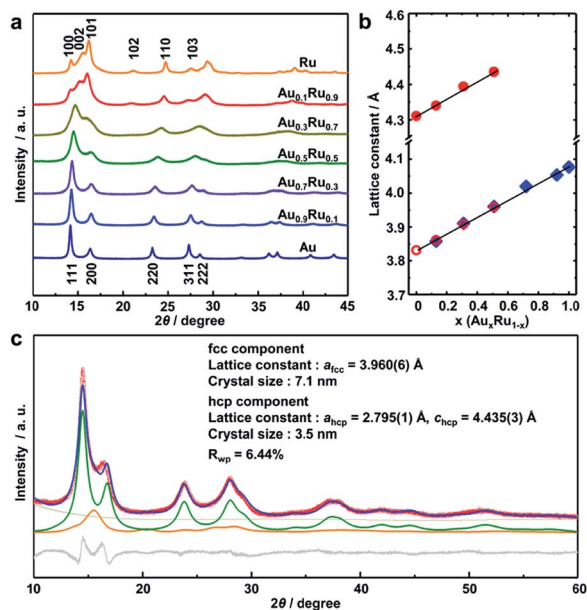 a
100
002
101
102
110
103
Ru
Au0.1Ru0.9
Au0.3Ru0.7
Au0.5Ru0.5
Au0.7Ru0.3
Au0.9Ru0.1
Au
111
200
220
311
222
Intensity / a. u.
10 15 20 25 30 35 40 45
2θ / degree
b
4.6
4.5
4.4
4.3
4.1
4.0
3.9
3.8
3.7
Lattice constant / Å
0 0.2 0.4 0.6 0.8 1.0
x (AuxRu1-x)
c
fcc component
Lattice constant : afcc = 3.960(6) Å
Crystal size : 7.1 nm
hcp component
Lattice constant : ahcp = 2.795(1) Å, chcp = 4.435(3) Å
Crystal size : 3.5 nm
Rwp = 6.44%
Intensity / a.u.
10 20 30 40 50 60
2θ / degree